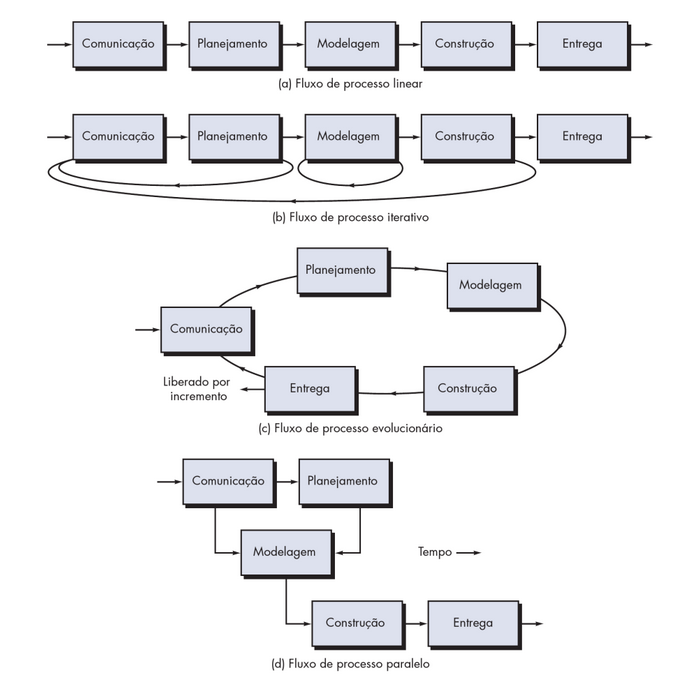 Comunicação Planejamento Modelagem Construção Entrega
(a) Fluxo de processo linear
Comunicação Planejamento Modelagem Construção Entrega
(b) Fluxo de processo iterativo
Planejamento
Modelagem
Comunicação
Liberado por
incremento
Entrega
Construção
(c) Fluxo de processo evolucionário
Comunicação Planejamento
Modelagem
Tempo
Construção Entrega
(d) Fluxo de processo paralelo